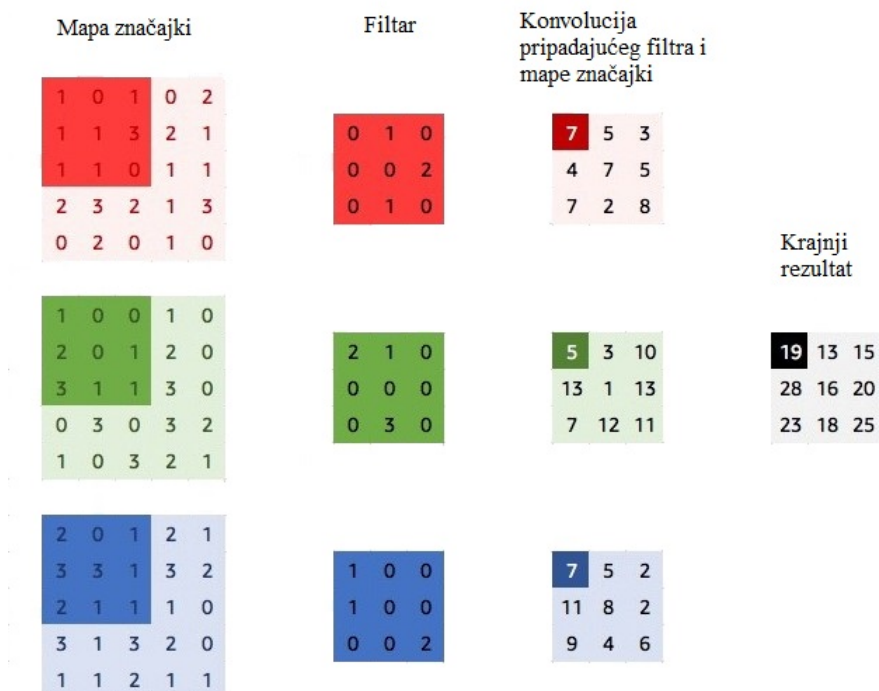 Mapa značajki
Filtar
Konvolucija
pripadajućeg filtra i
mape značajki
1 0 1 0 2
1 1 3 2 1
1 1 0 1 1
2 3 2 1 3
0 2 0 1 0
0 1 0
0 0 2
0 1 0
7 5 3
4 7 5
7 2 8
Krajnji
rezultat
1 0 0 1 0
2 0 1 2 0
3 1 1 3 0
0 3 0 3 2
1 0 3 2 1
2 1 0
0 0 0
0 3 0
5 3 10
13 1 13
7 12 11
19 13 15
28 16 20
23 18 25
2 0 1 2 1
3 3 1 3 2
2 1 1 1 0
3 1 3 2 0
1 1 2 1 1
1 0 0
1 0 0
0 0 2
7 5 2
11 8 2
9 4 6